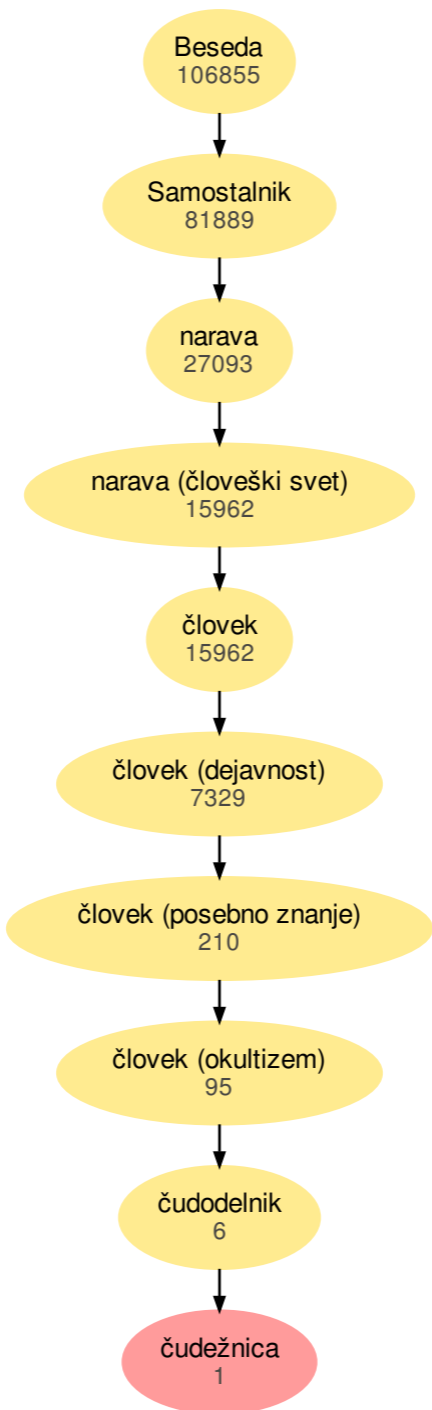 Beseda
106855
Samostalnik
81889
narava
27093
narava (človeški svet)
15962
človek
15962
človek (dejavnost)
7329
človek (posebno znanje)
210
človek (okultizem)
95
čudodelnik
6
čudežnica
1